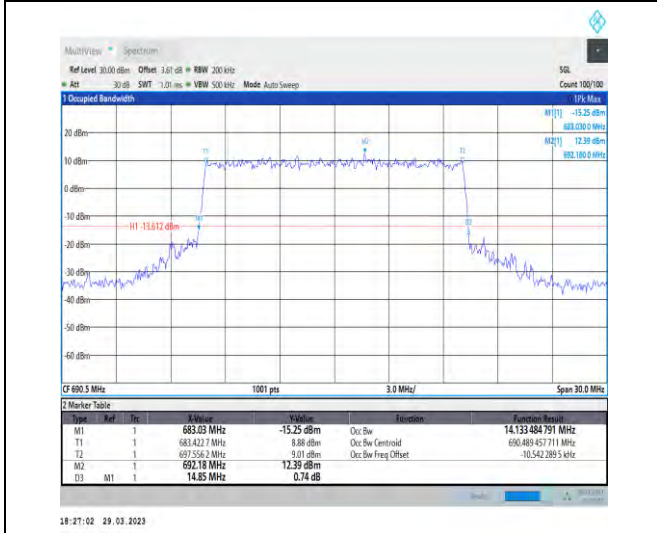 MultiView Spectrum
Ref Level 30.00 dBm Offset 3.61 dB RBW 200 kHz SGL
Att 30 dB SWT 1.01 ms VBW 500 kHz Mode Auto Sweep Count 100/100
1 Occupied Bandwidth 1Pk Max
M1[1] -15.25 dBm
683.030 0 MHz
M2[1] 12.39 dBm
692.180 0 MHz
20 dBm
M2
T1
T2
10 dBm
0 dBm
-10 dBm
M1
D3
H1 -13.612 dBm
-20 dBm
-30 dBm
-40 dBm
-50 dBm
-60 dBm
CF 690.5 MHz 1001 pts 3.0 MHz/ Span 30.0 MHz
2 Marker Table
Type Ref Trc X-Value Y-Value Function Function Result
M1 1 683.03 MHz -15.25 dBm Occ Bw 14.133 484 791 MHz
T1 1 683.422 7 MHz 8.88 dBm Occ Bw Centroid 690.489 457 711 MHz
T2 1 697.556 2 MHz 9.01 dBm Occ Bw Freq Offset -10.542 289 5 kHz
M2 1 692.18 MHz 12.39 dBm
D3 M1 1 14.85 MHz 0.74 dB
18:27:02 29.03.2023